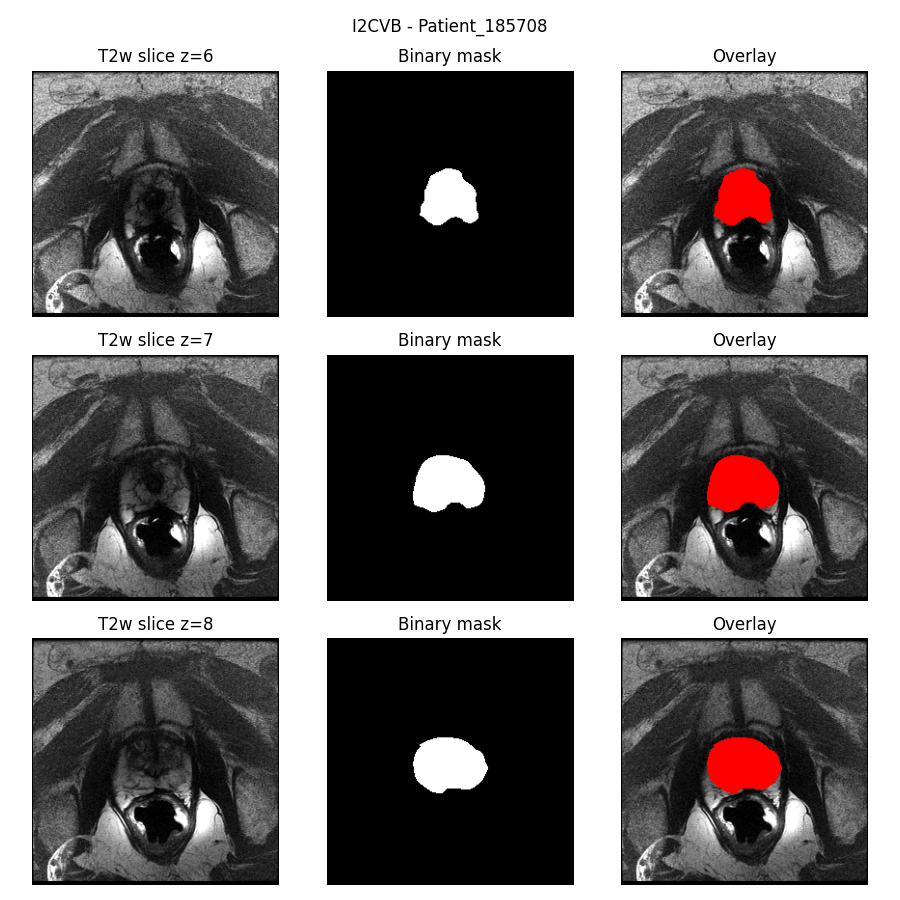 I2CVB - Patient_185708
T2w slice z=6
Binary mask
Overlay
T2w slice z=7
Binary mask
Overlay
T2w slice z=8
Binary mask
Overlay